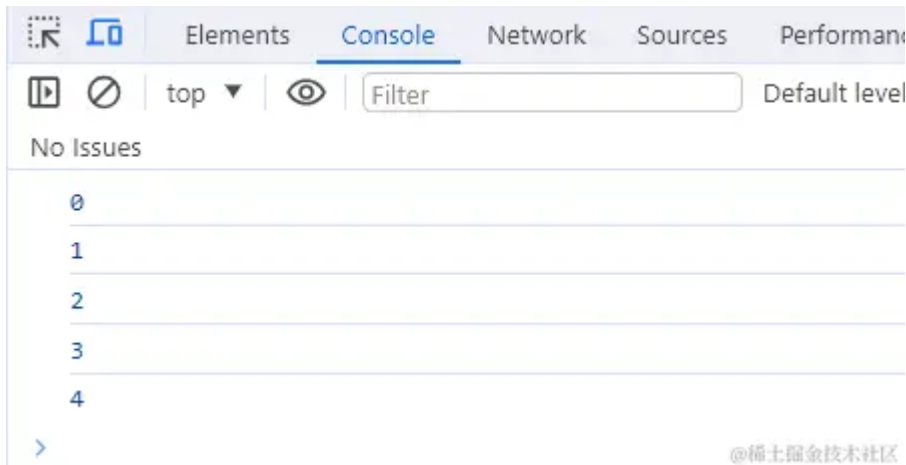 Elements Console Network Sources Performanc
top Filter Default level
No Issues
0
1
2
3
4
@稀土掘金技术社区